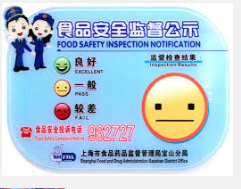 食品安全监督公示
FOOD SAFETY INSPECTION NOTIFICATION
良好
EXCELLENT
监督检查结果
Inspection Results
一般
PASS
较差
FAIL
食品安全投诉电话
962727
上海市食品药品监督管理局宝山分局
Shanghai Food and Drug Administration Baoshan District Office